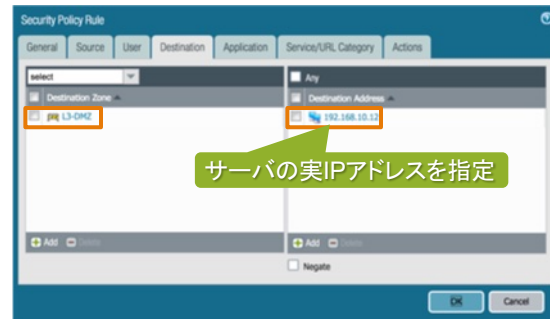 Security Policy Rule
General Source User Destination Application Service/URL Category Actions
select
Any
Destination Zone
Destination Address
L3-DMZ
192.168.10.12
サーバの実IPアドレスを指定
Add Delete
Add Delete
Negate
OK Cancel